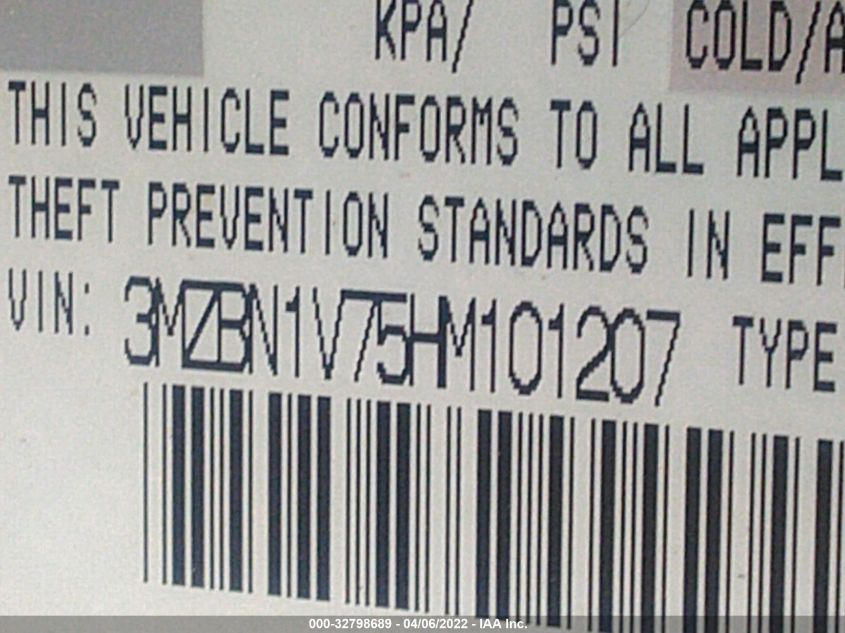 KPA/ PSI COLD/A
THIS VEHICLE CONFORMS TO ALL APPL
THEFT PREVENTION STANDARDS IN EFF
VIN: 3MZBN1V75HM101207 TYPE
000-32798689 - 04/06/2022 - IAA Inc.